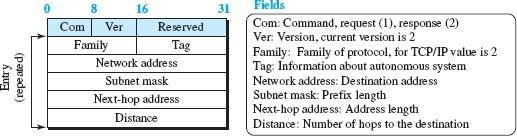 0 8 16 31
Com Ver Reserved
Family Tag
Network address
Subnet mask
Next-hop address
Distance
Entry
(repeated)
Fields
Com: Command, request (1), response (2)
Ver: Version, current version is 2
Family: Family of protocol, for TCP/IP value is 2
Tag: Information about autonomous system
Network address: Destination address
Subnet mask: Prefix length
Next-hop address: Address length
Distance: Number of hops to the destination